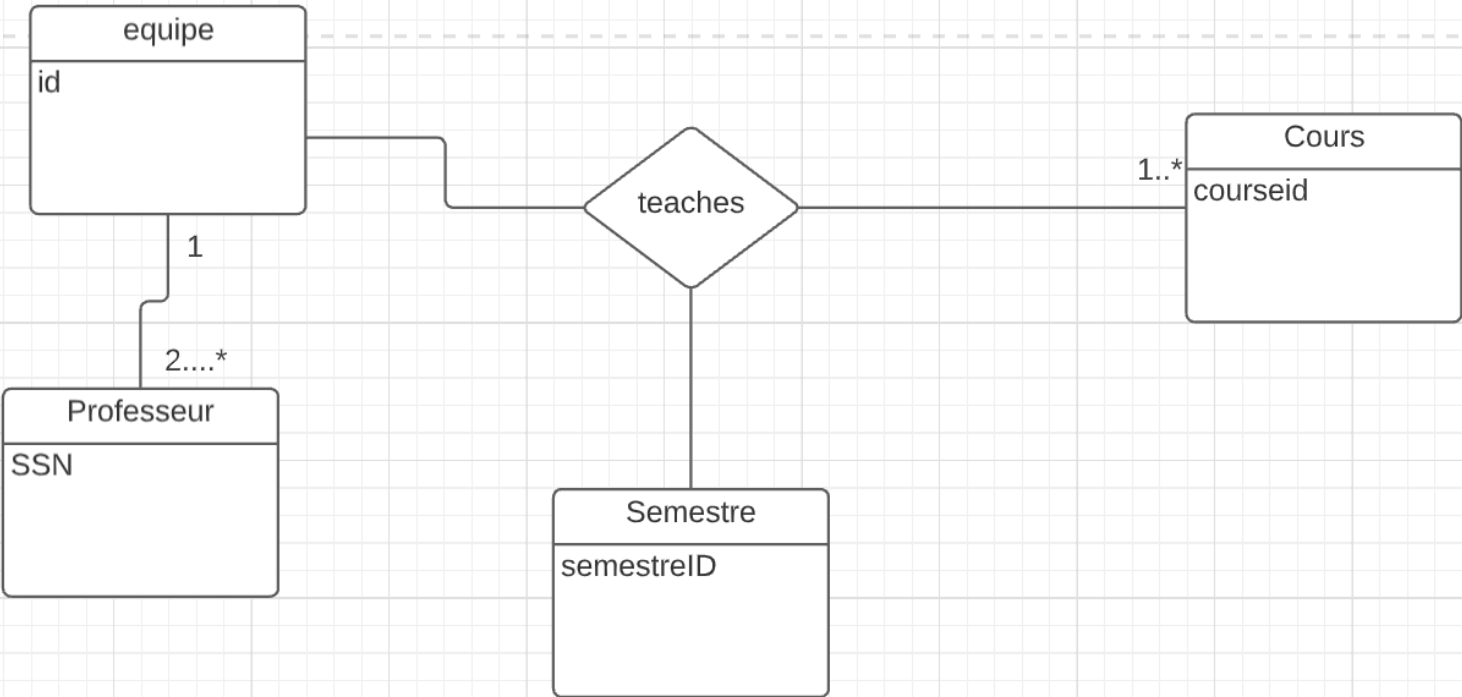 equipe
id
1
2....*
Professeur
SSN
teaches
1..*
Cours
courseid
Semestre
semestreID